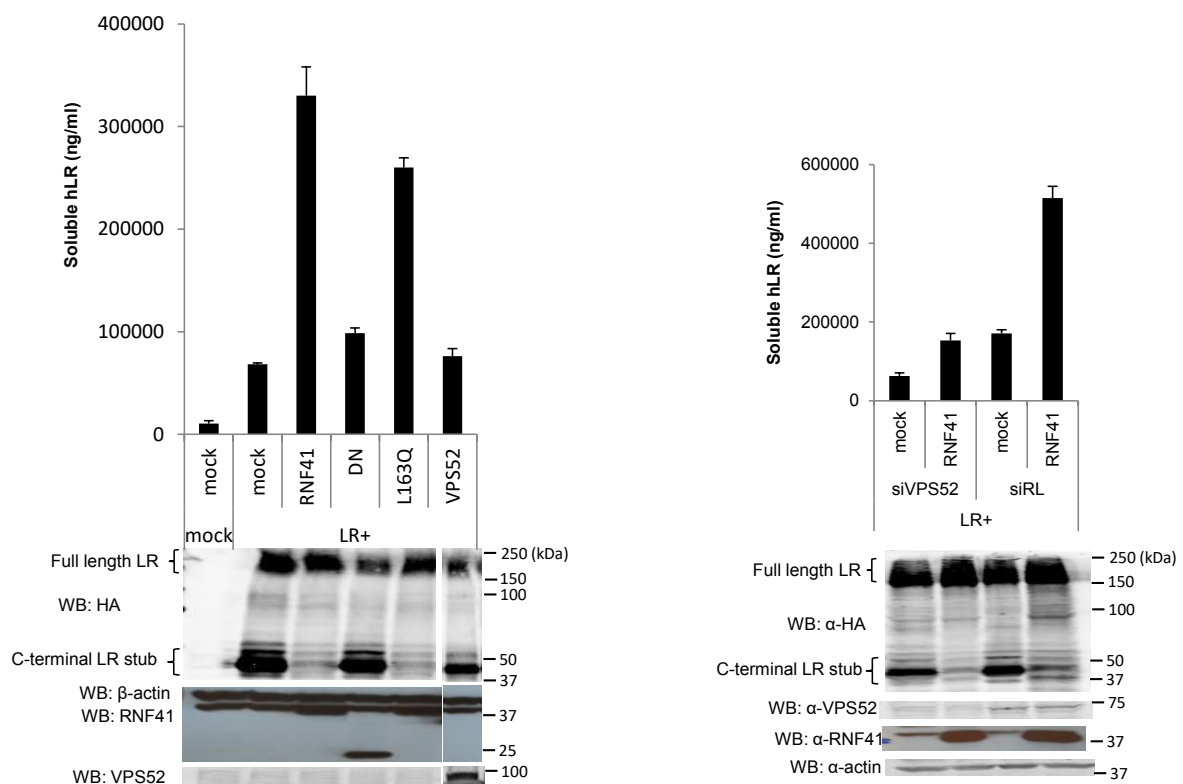 400000
300000
200000
100000
0
Soluble hLR (ng/ml)
mock
mock
RNF41
DN
L163Q
VPS52
mock
LR+
Full length LR
WB: HA
C-terminal LR stub
WB: β-actin
WB: RNF41
WB: VPS52
250 (kDa)
150
100
50
37
37
25
100
600000
400000
200000
0
Soluble hLR (ng/ml)
mock
RNF41
mock
RNF41
siVPS52
siRL
LR+
Full length LR
WB: α-HA
C-terminal LR stub
WB: α-VPS52
WB: α-RNF41
WB: α-actin
250 (kDa)
150
100
50
37
75
37
37